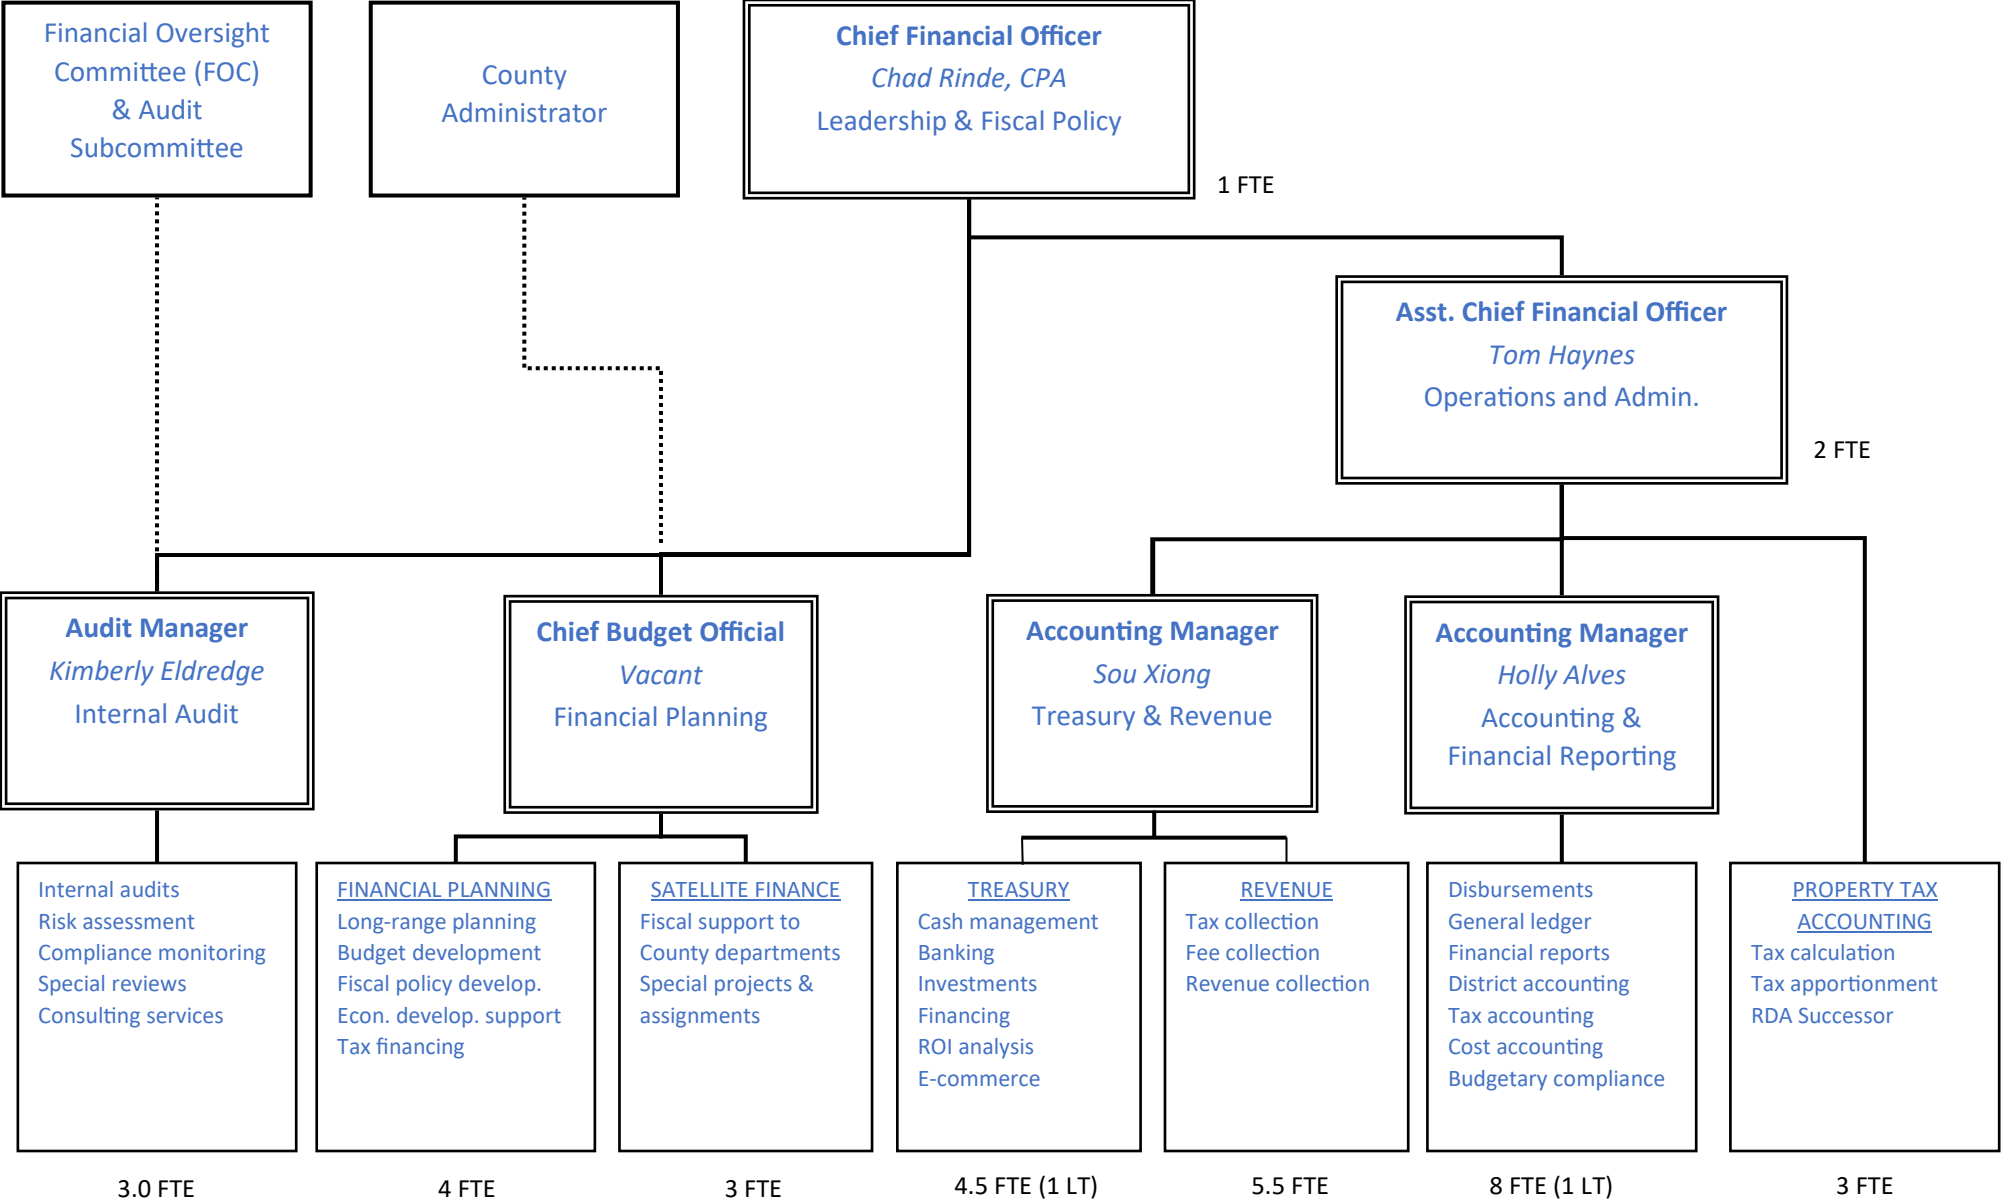 Financial Oversight
Committee (FOC)
& Audit
Subcommittee
County
Administrator
Chief Financial Officer
Chad Rinde, CPA
Leadership & Fiscal Policy
1 FTE
Asst. Chief Financial Officer
Tom Haynes
Operations and Admin.
2 FTE
Audit Manager
Kimberly Eldredge
Internal Audit
Chief Budget Official
Vacant
Financial Planning
Accounting Manager
Sou Xiong
Treasury & Revenue
Accounting Manager
Holly Alves
Accounting &
Financial Reporting
Internal audits
Risk assessment
Compliance monitoring
Special reviews
Consulting services
FINANCIAL PLANNING
Long-range planning
Budget development
Fiscal policy develop.
Econ. develop. support
Tax financing
SATELLITE FINANCE
Fiscal support to
County departments
Special projects &
assignments
TREASURY
Cash management
Banking
Investments
Financing
ROI analysis
E-commerce
REVENUE
Tax collection
Fee collection
Revenue collection
Disbursements
General ledger
Financial reports
District accounting
Tax accounting
Cost accounting
Budgetary compliance
PROPERTY TAX
ACCOUNTING
Tax calculation
Tax apportionment
RDA Successor
3.0 FTE
4 FTE
3 FTE
4.5 FTE (1 LT)
5.5 FTE
8 FTE (1 LT)
3 FTE